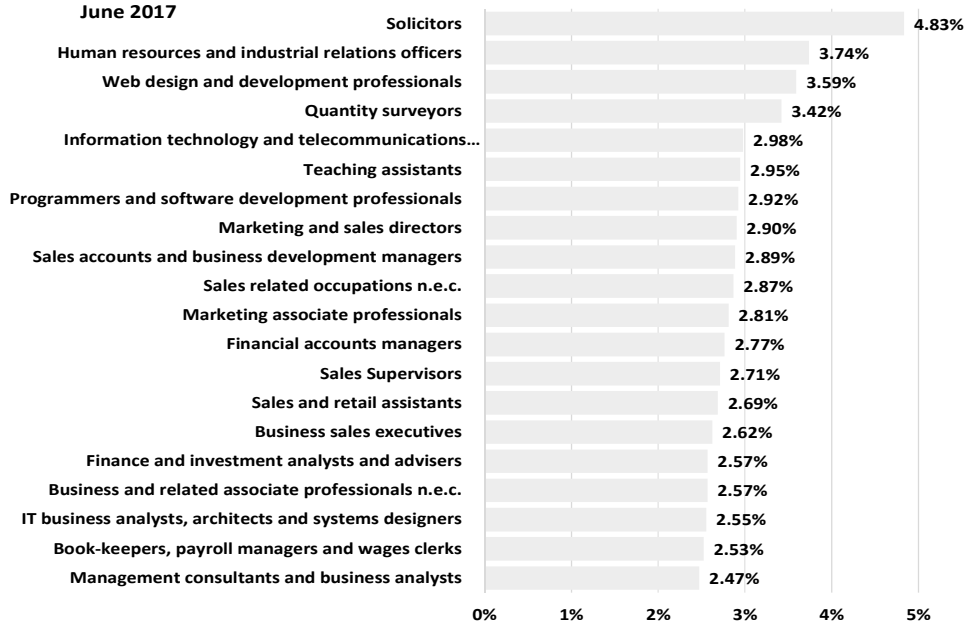 June 2017
Solicitors 4.83%
Human resources and industrial relations officers 3.74%
Web design and development professionals 3.59%
Quantity surveyors 3.42%
Information technology and telecommunications... 2.98%
Teaching assistants 2.95%
Programmers and software development professionals 2.92%
Marketing and sales directors 2.90%
Sales accounts and business development managers 2.89%
Sales related occupations n.e.c. 2.87%
Marketing associate professionals 2.81%
Financial accounts managers 2.77%
Sales Supervisors 2.71%
Sales and retail assistants 2.69%
Business sales executives 2.62%
Finance and investment analysts and advisers 2.57%
Business and related associate professionals n.e.c. 2.57%
IT business analysts, architects and systems designers 2.55%
Book-keepers, payroll managers and wages clerks 2.53%
Management consultants and business analysts 2.47%
0% 1% 2% 3% 4% 5%